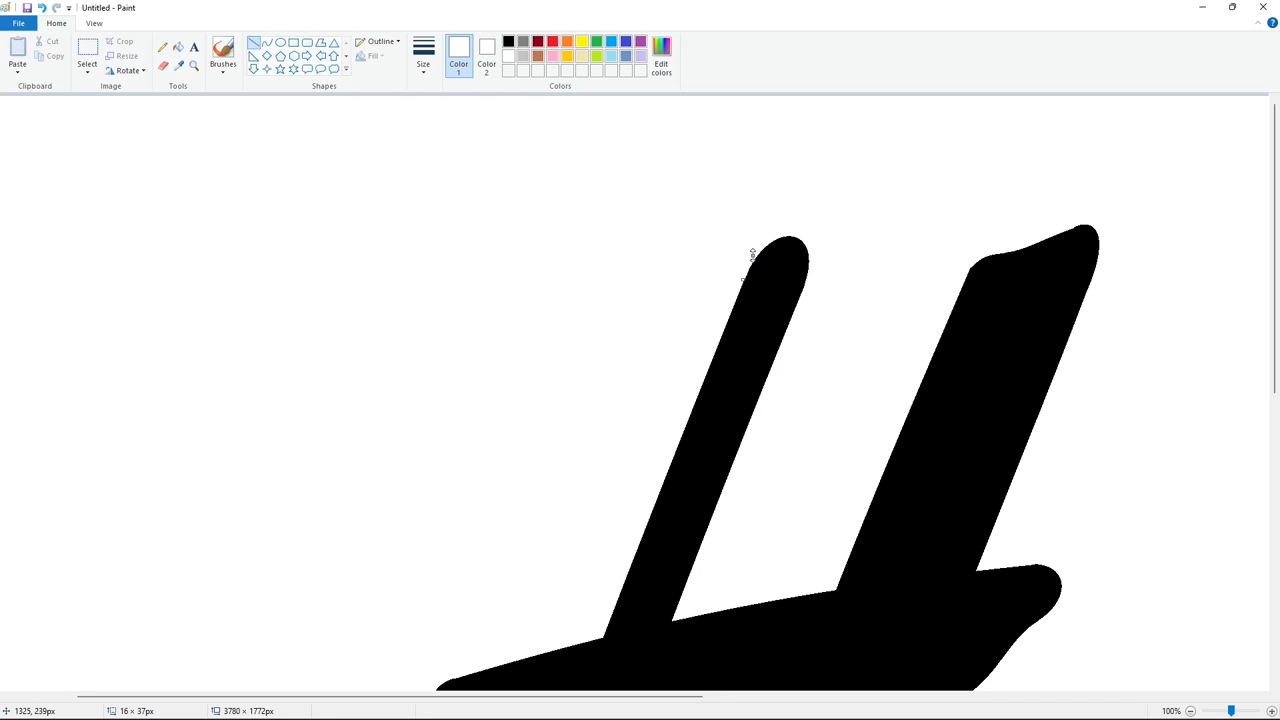 Untitled - Paint
File Home View
Paste
Cut
Copy
Clipboard
Select
Crop
Resize
Rotate
Image
Tools
Brushes
Outline
Fill
Shapes
Size
Color 1
Color 2
Edit colors
Colors
1325, 239px 16 × 37px 3780 × 1772px 100%